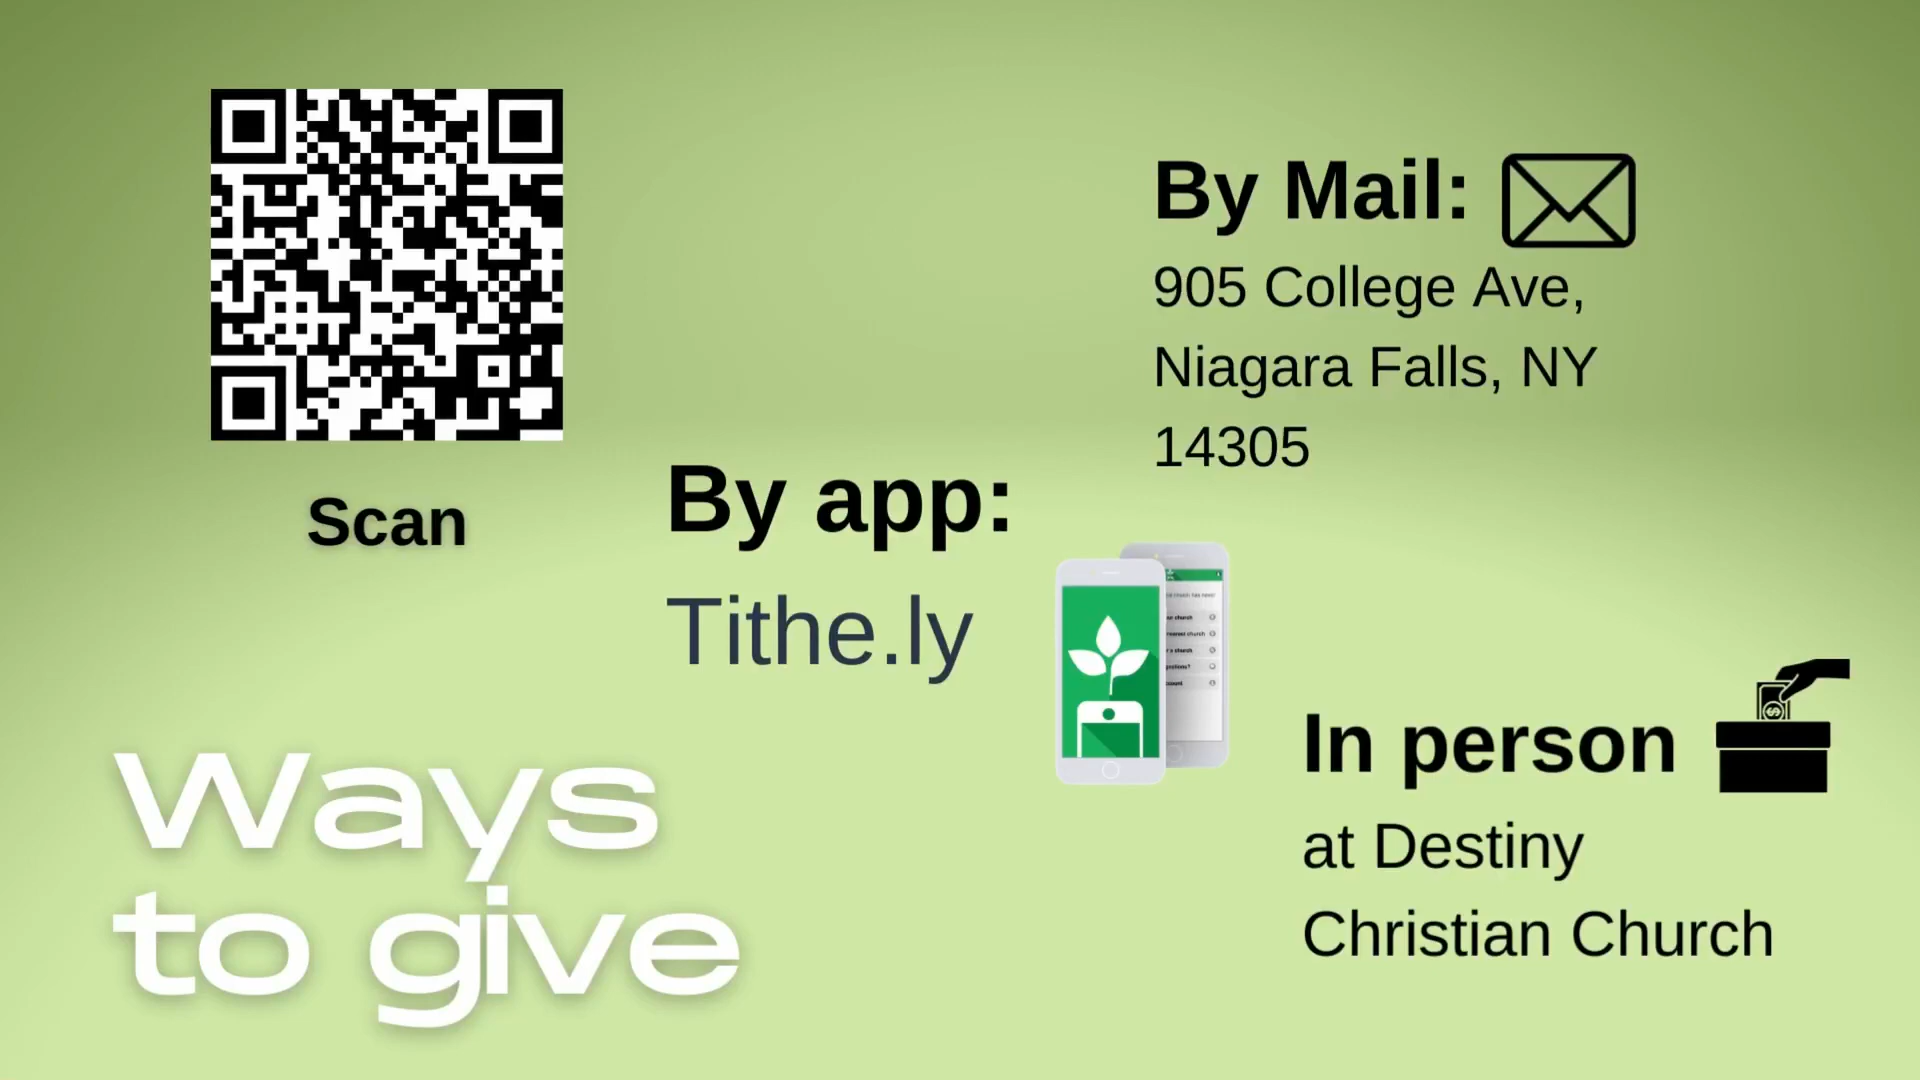 Scan
By app:
Tithe.ly
By Mail:
905 College Ave,
Niagara Falls, NY
14305
In person
at Destiny
Christian Church
Ways
to give